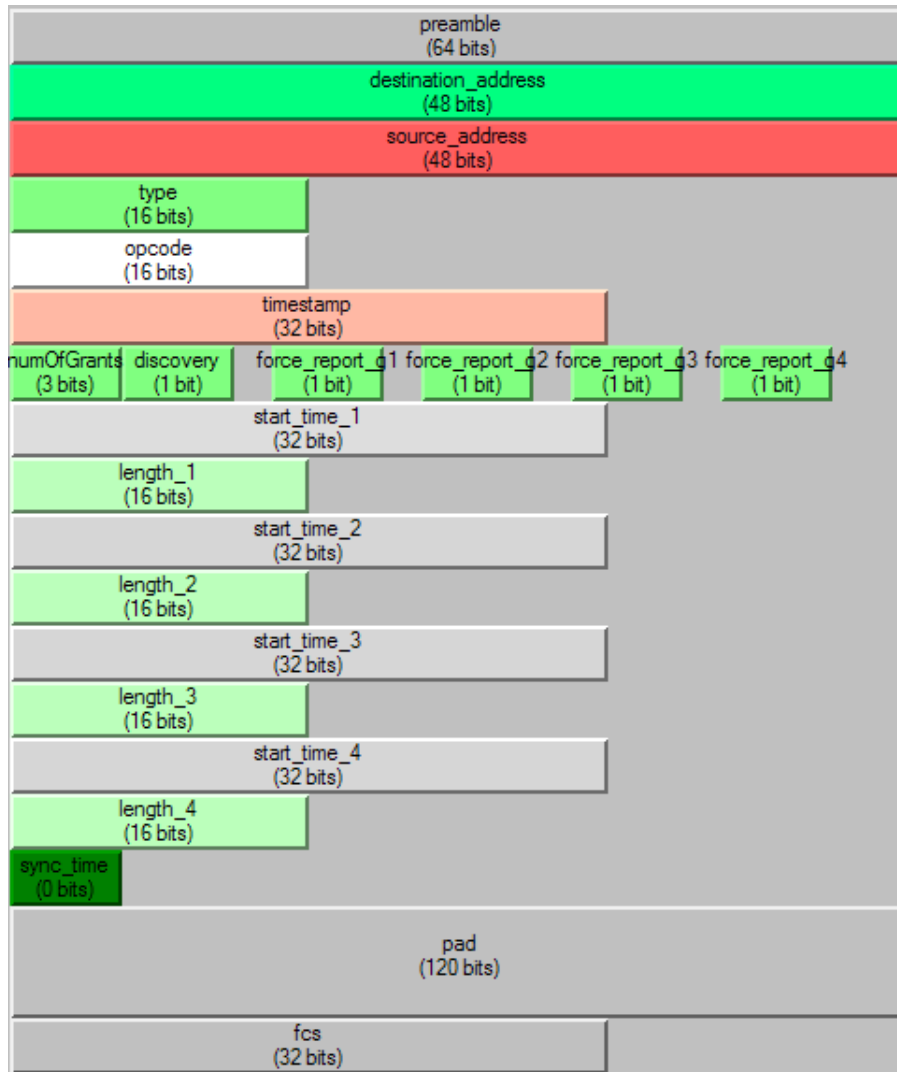 preamble
(64 bits)
destination_address
(48 bits)
source_address
(48 bits)
type
(16 bits)
opcode
(16 bits)
timestamp
(32 bits)
numOfGrants discovery force_report_g1 force_report_g2 force_report_g3 force_report_g4
(3 bits) (1 bit) (1 bit) (1 bit) (1 bit) (1 bit)
start_time_1
(32 bits)
length_1
(16 bits)
start_time_2
(32 bits)
length_2
(16 bits)
start_time_3
(32 bits)
length_3
(16 bits)
start_time_4
(32 bits)
length_4
(16 bits)
sync_time
(0 bits)
pad
(120 bits)
fcs
(32 bits)